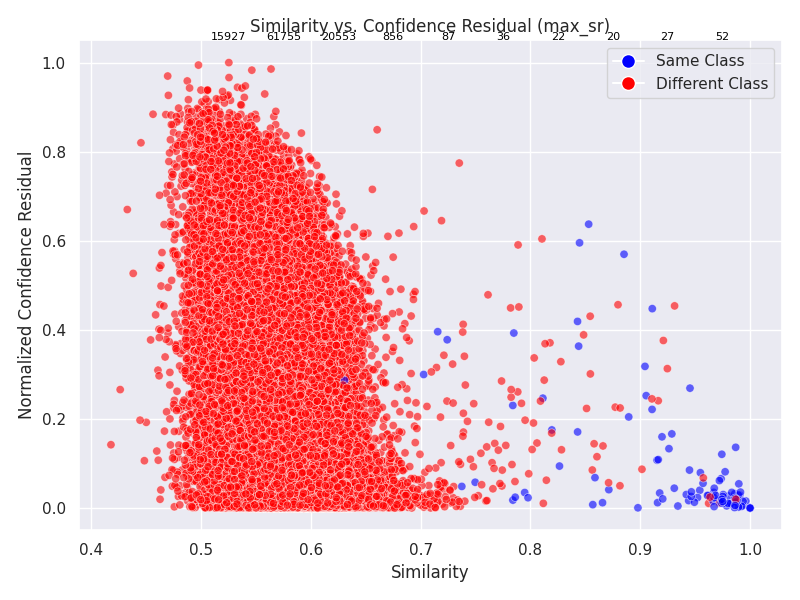 Similarity vs. Confidence Residual (max_sr)
15927 61755 20553 856 87 36 22 20 27 52
Same Class
Different Class
1.0
0.8
0.6
0.4
0.2
0.0
Normalized Confidence Residual
0.4 0.5 0.6 0.7 0.8 0.9 1.0
Similarity